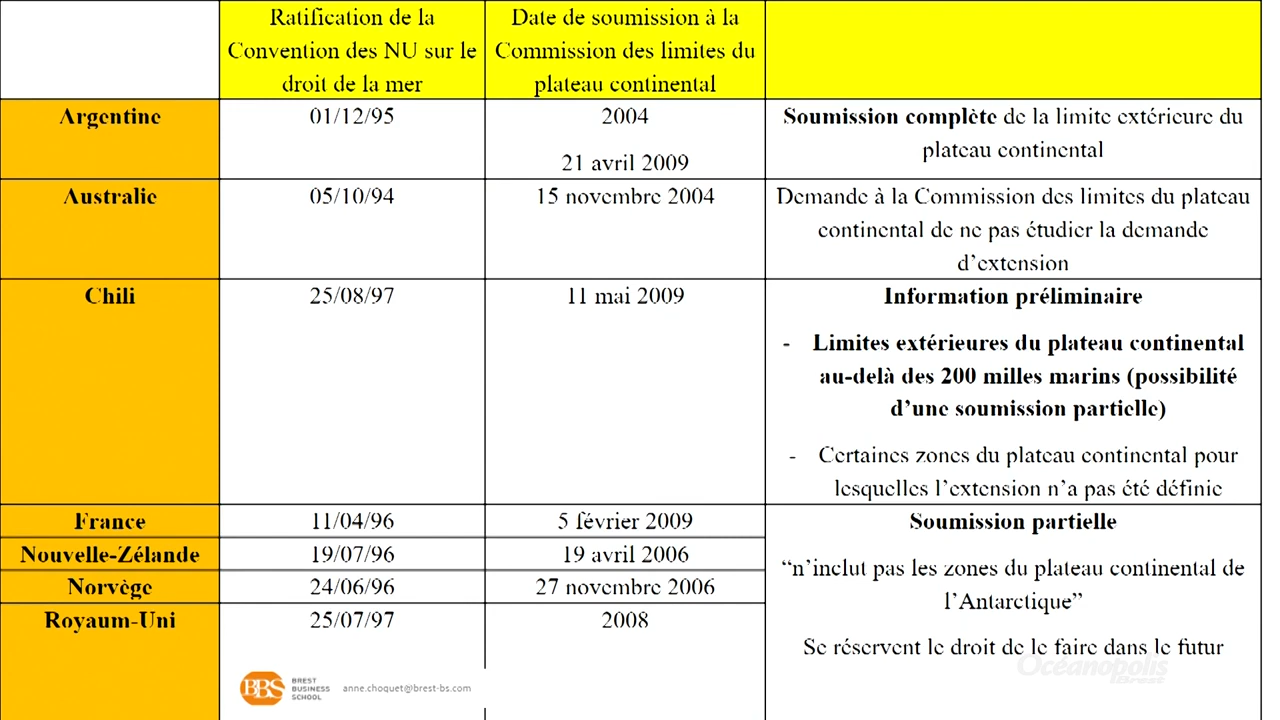 Ratification de la
Convention des NU sur le
droit de la mer
Date de soumission à la
Commission des limites du
plateau continental
Argentine
01/12/95
2004
21 avril 2009
Soumission complète de la limite extérieure du
plateau continental
Australie
05/10/94
15 novembre 2004
Demande à la Commission des limites du plateau
continental de ne pas étudier la demande
d'extension
Chili
25/08/97
11 mai 2009
Information préliminaire
- Limites extérieures du plateau continental
au-delà des 200 milles marins (possibilité
d'une soumission partielle)
- Certaines zones du plateau continental pour
lesquelles l'extension n'a pas été définie
France
11/04/96
5 février 2009
Nouvelle-Zélande
19/07/96
19 avril 2006
Norvège
24/06/96
27 novembre 2006
Royaum-Uni
25/07/97
2008
Soumission partielle
“n'inclut pas les zones du plateau continental de
l'Antarctique”
Se réservent le droit de le faire dans le futur
BBS
BREST
BUSINESS
SCHOOL
anne.choquet@brest-bs.com
Océanopolis
Brest